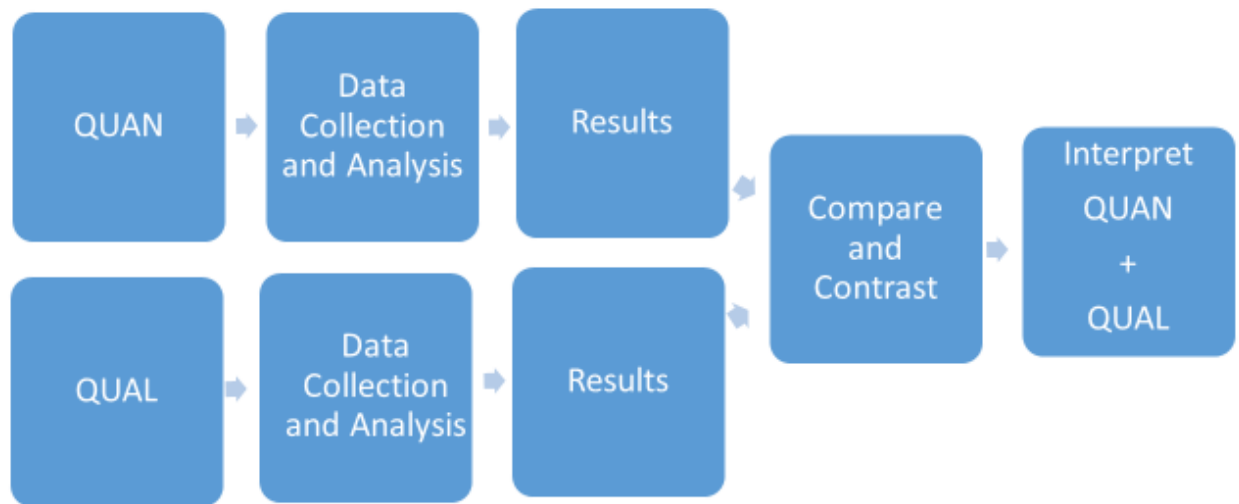 QUAN
Data
Collection
and Analysis
Results
QUAL
Data
Collection
and Analysis
Results
Compare
and
Contrast
Interpret
QUAN
+
QUAL